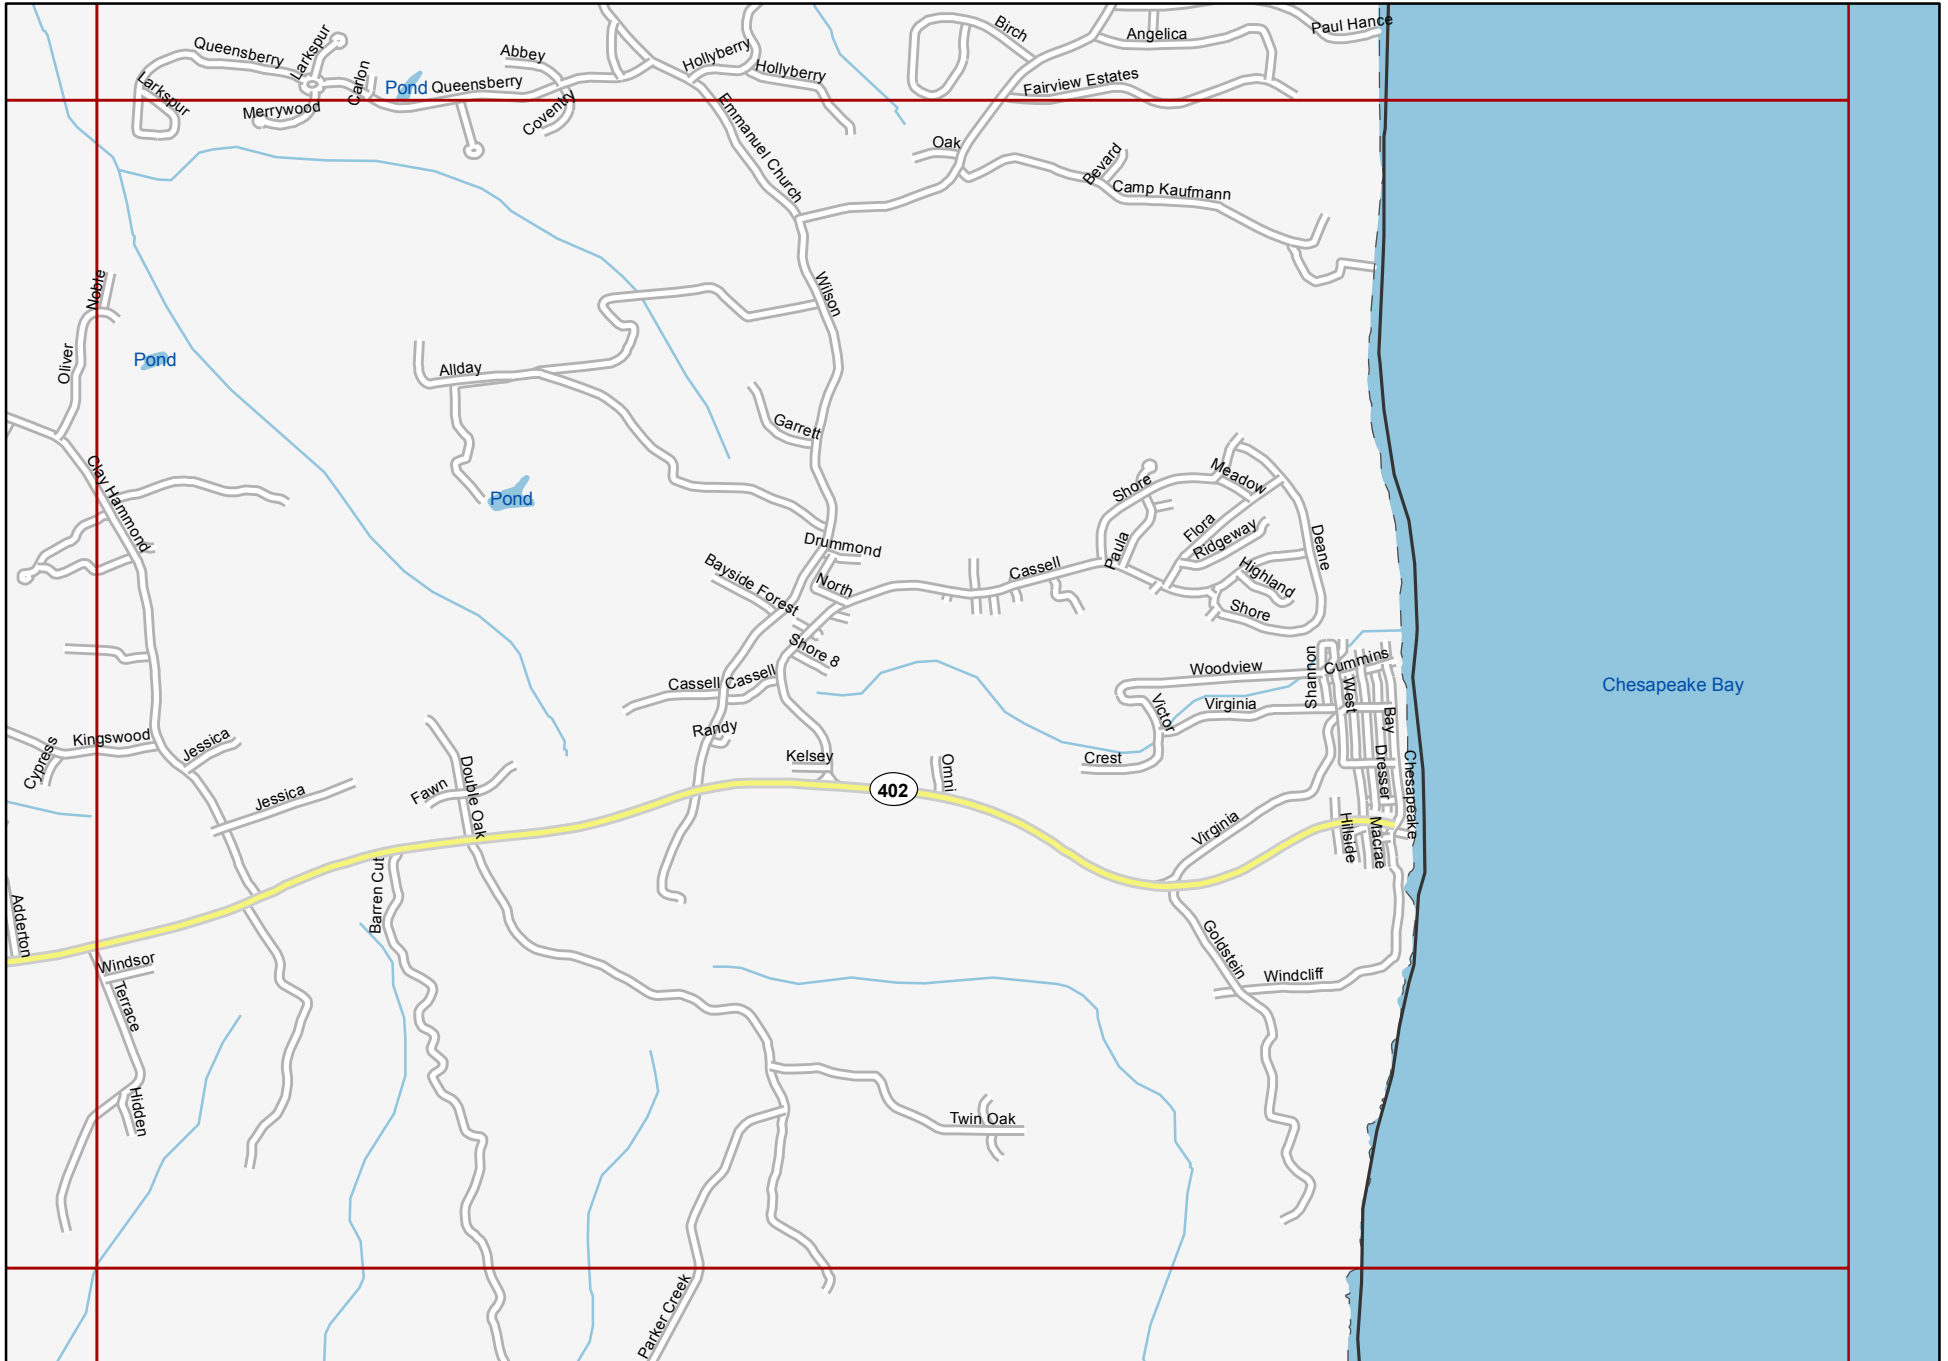 Paul Hance
Birch
Angelica
Larkspur
Queensberry
Abbey
Hollyberry
Hollyberry
Carlon
Pond
Queensberry
Fairview Estates
Larkspur
Merrywood
Coventry
Emmanuel Church
Oak
Bevard
Camp Kaufmann
Noble
Wilson
Oliver
Pond
Allday
Garrett
Clay Hammond
Pond
Meadow
Shore
Flora
Ridgeway
Deane
Paula
Drummond
Cassell
Bayside Forest
North
Highland
Shore
Shore 8
Woodview
Shannon
Cummins
Cassell
Cassell
West
Chesapeake Bay
Virginia
Victor
Bay
Randy
Kingswood
Jessica
Cypress
Kelsey
Crest
Omni
Dresser
Chesapeake
Double Oak
Fawn
402
Jessica
Virginia
Hillside
Macrae
Barren Cut
Adderton
Goldstein
Windsor
Windcliff
Terrace
Hidden
Twin Oak
Parker Creek